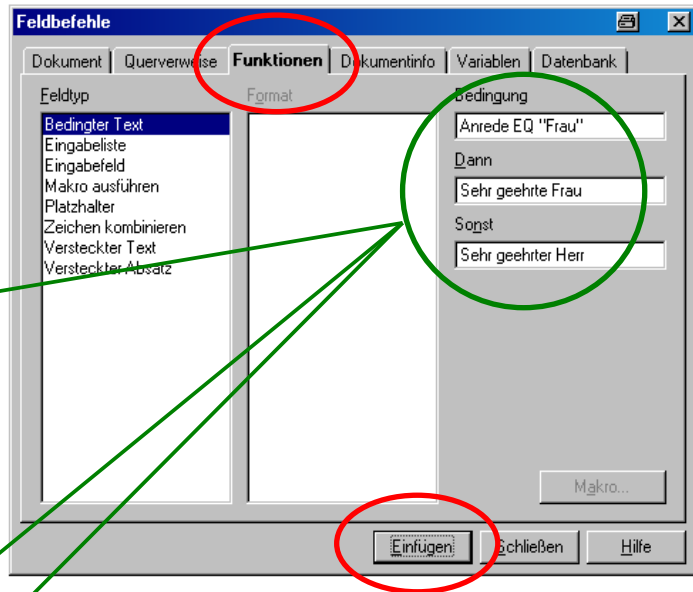 Feldbefehle
Dokument Querverweise Funktionen Dokumentinfo Variablen Datenbank
Feldtyp
Bedingter Text
Eingabeliste
Eingabefeld
Makro ausführen
Platzhalter
Zeichen kombinieren
Versteckter Text
Versteckter Absatz
Format
Bedingung
Anrede EQ "Frau"
Dann
Sehr geehrte Frau
Sonst
Sehr geehrter Herr
Makro...
Einfügen Schließen Hilfe